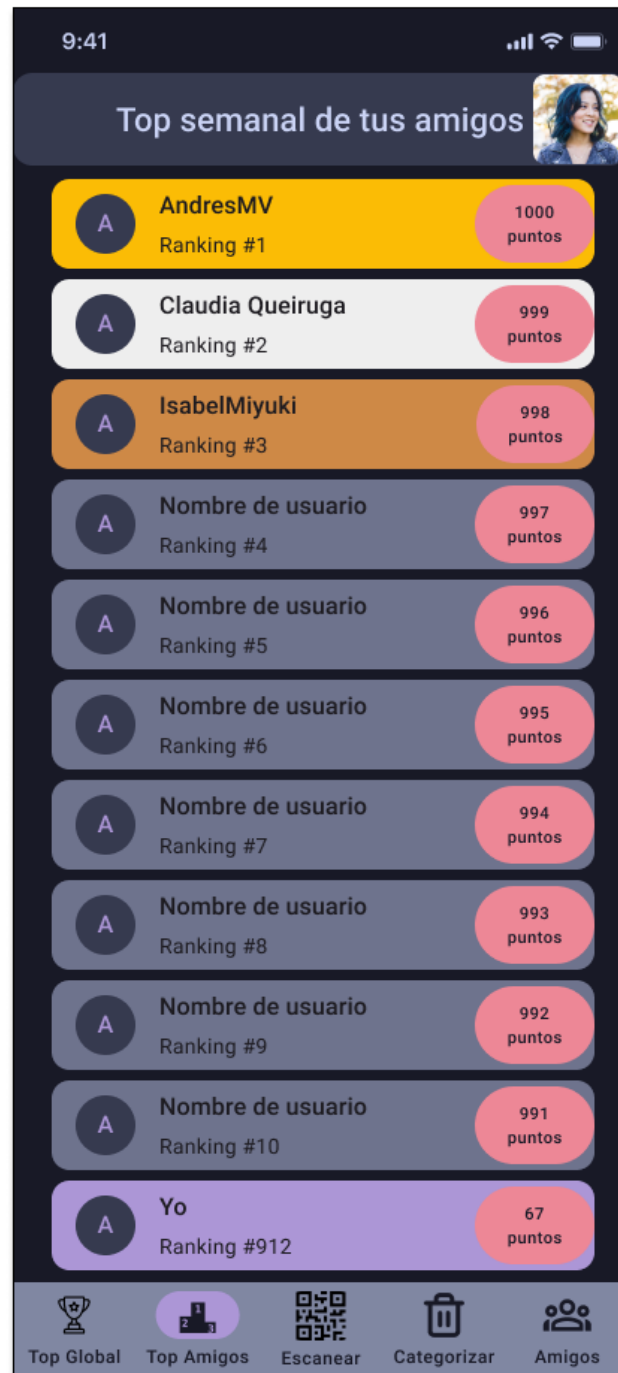 9:41
Top semanal de tus amigos
A
AndresMV
Ranking #1
1000
puntos
A
Claudia Queiruga
Ranking #2
999
puntos
A
IsabelMiyuki
Ranking #3
998
puntos
A
Nombre de usuario
Ranking #4
997
puntos
A
Nombre de usuario
Ranking #5
996
puntos
A
Nombre de usuario
Ranking #6
995
puntos
A
Nombre de usuario
Ranking #7
994
puntos
A
Nombre de usuario
Ranking #8
993
puntos
A
Nombre de usuario
Ranking #9
992
puntos
A
Nombre de usuario
Ranking #10
991
puntos
A
Yo
Ranking #912
67
puntos
1
2
3
Top Global
Top Amigos
Escanear
Categorizar
Amigos